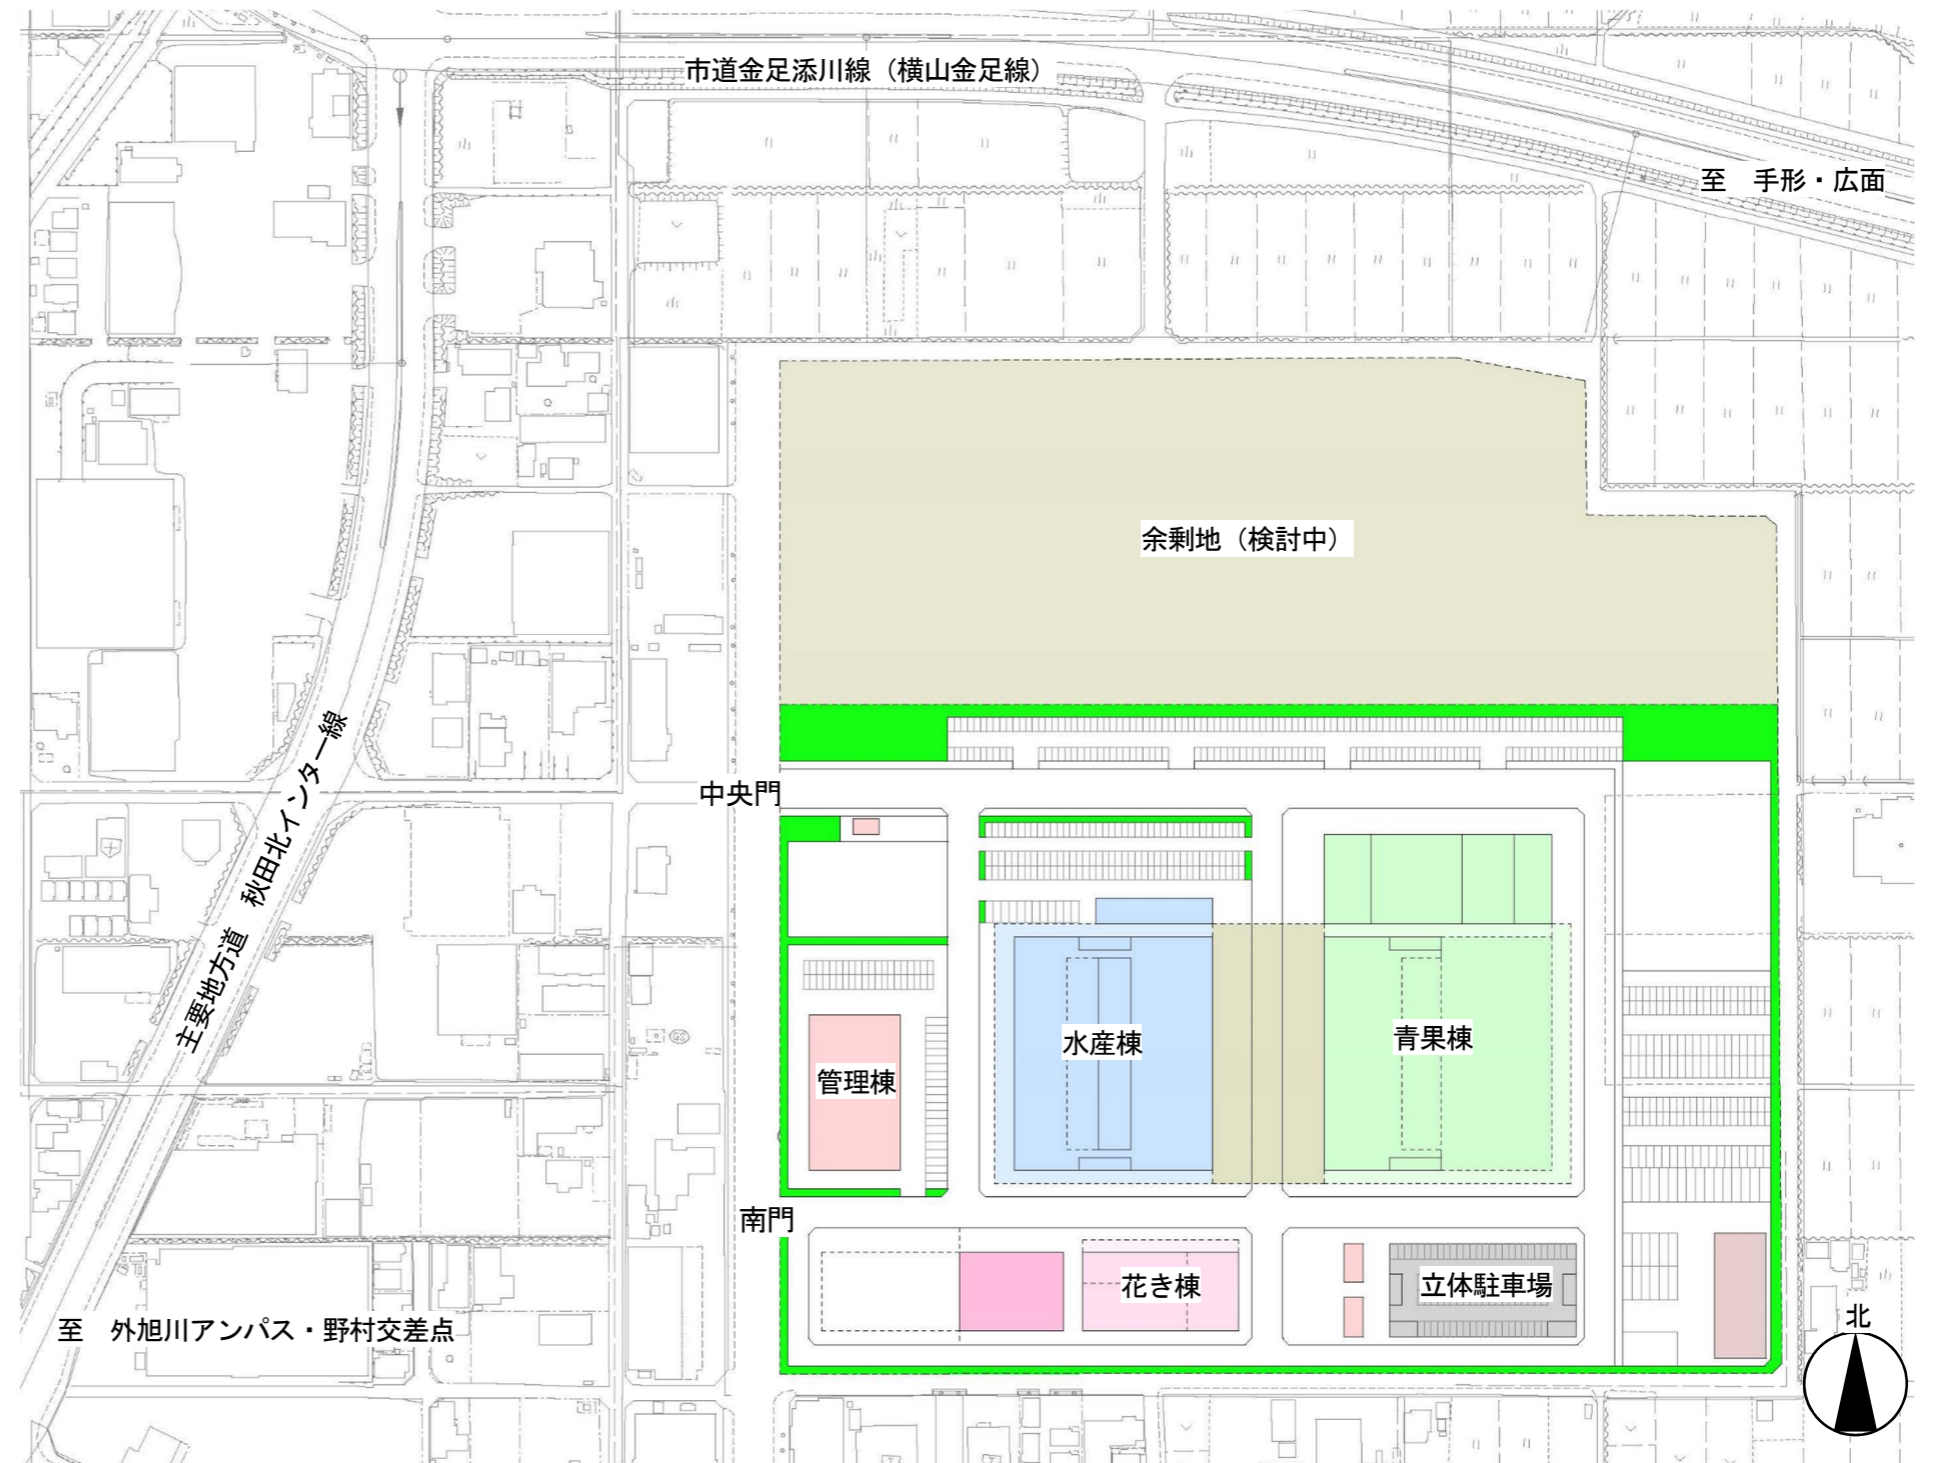 市道金足添川線（横山金足線）
至　手形・広面
余剰地（検討中）
主要地方道　秋田北インター線
中央門
水産棟
青果棟
管理棟
南門
花き棟
立体駐車場
至　外旭川アンパス・野村交差点
北